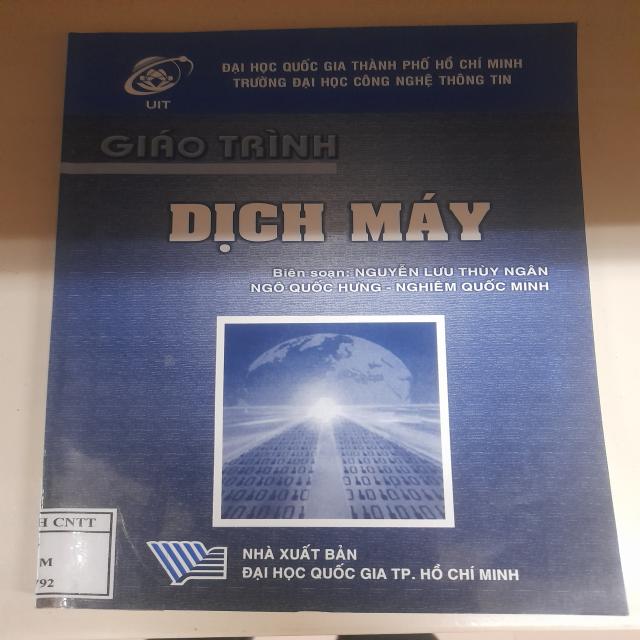 ĐẠI HỌC QUỐC GIA THÀNH PHỐ HỒ CHÍ MINH
TRƯỜNG ĐẠI HỌC CÔNG NGHỆ THÔNG TIN
UIT
GIÁO TRÌNH
DỊCH MÁY
Biên soạn: NGUYỄN LƯU THÙY NGÂN
NGÔ QUỐC HƯNG - NGHIÊM QUỐC MINH
H CNTT
M
792
NHÀ XUẤT BẢN
ĐẠI HỌC QUỐC GIA TP. HỒ CHÍ MINH